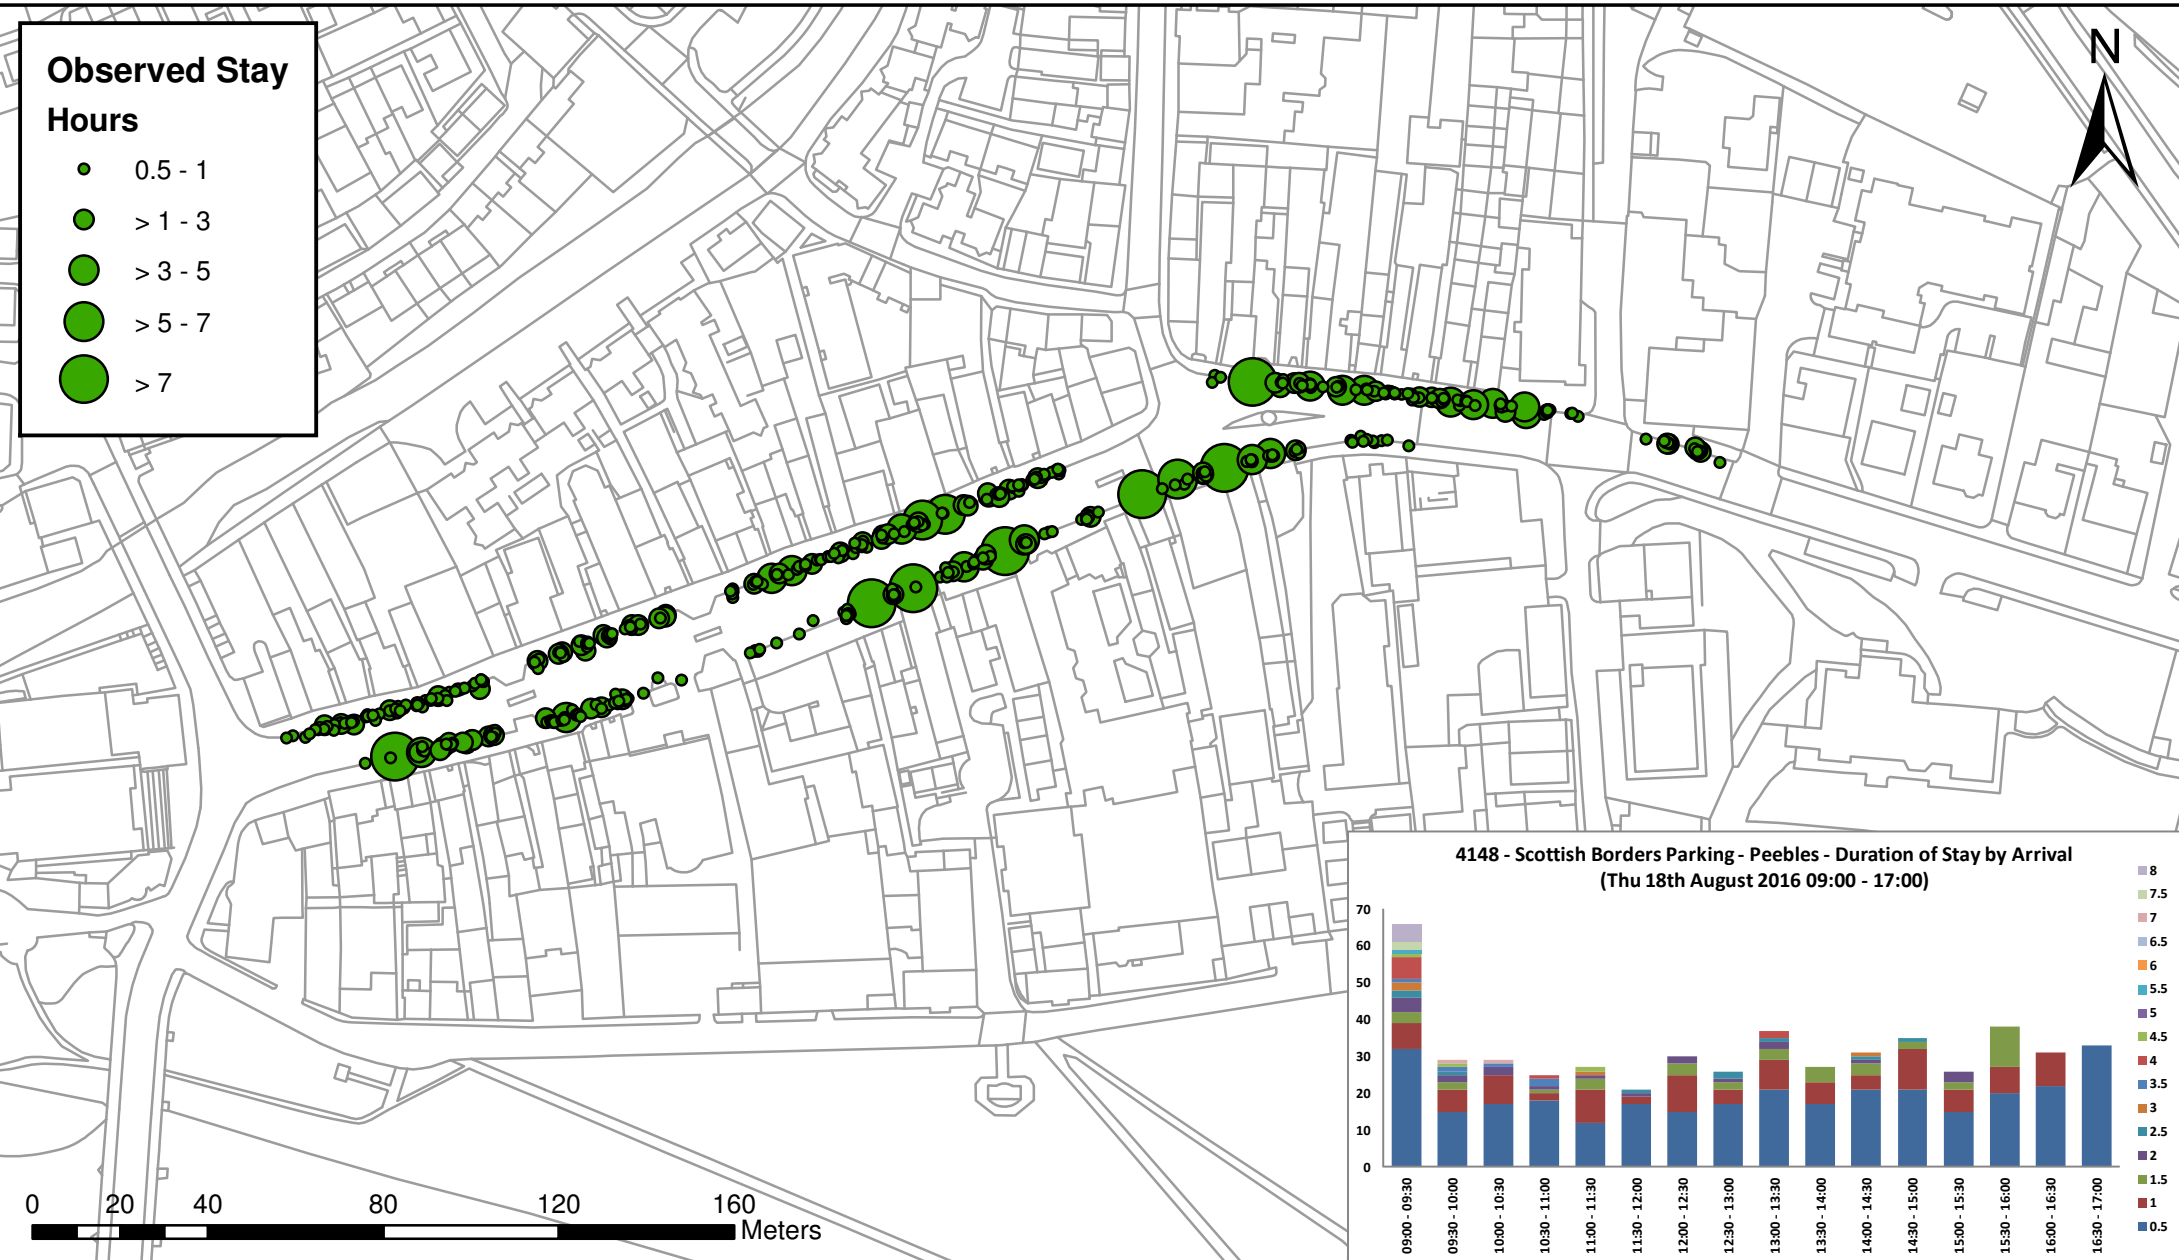 Observed Stay
Hours
0.5 - 1
> 1 - 3
> 3 - 5
> 5 - 7
> 7
N
0 20 40 80 120 160
Meters
4148 - Scottish Borders Parking - Peebles - Duration of Stay by Arrival
(Thu 18th August 2016 09:00 - 17:00)
70
60
50
40
30
20
10
0
09:00 - 09:30
09:30 - 10:00
10:00 - 10:30
10:30 - 11:00
11:00 - 11:30
11:30 - 12:00
12:00 - 12:30
12:30 - 13:00
13:00 - 13:30
13:30 - 14:00
14:00 - 14:30
14:30 - 15:00
15:00 - 15:30
15:30 - 16:00
16:00 - 16:30
16:30 - 17:00
8
7.5
7
6.5
6
5.5
5
4.5
4
3.5
3
2.5
2
1.5
1
0.5